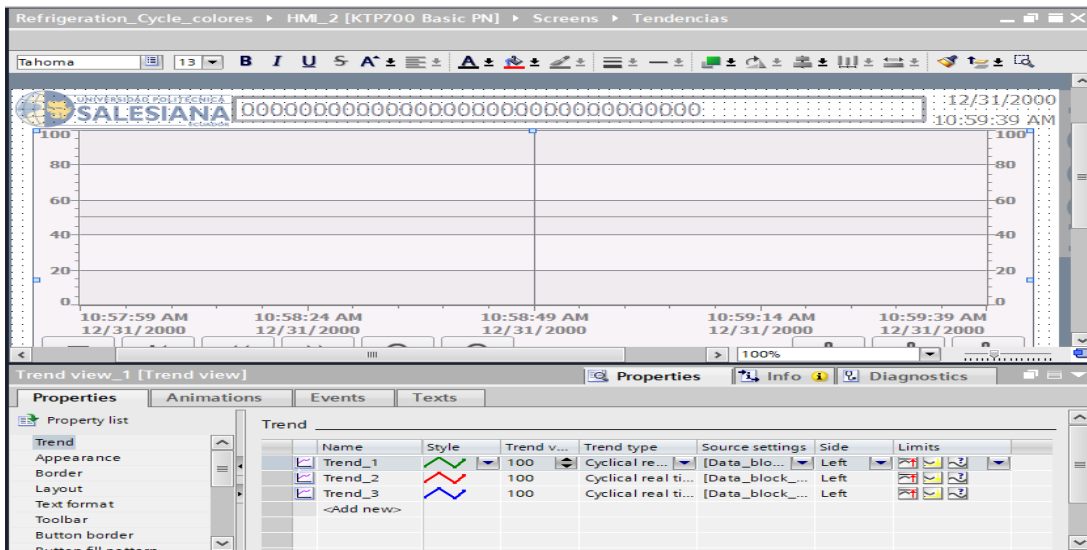 Refrigeration_Cycle_colores ▸ HMI_2 [KTP700 Basic PN] ▸ Screens ▸ Tendencias
Tahoma 13 B I U S A A
UNIVERSIDAD POLITÉCNICA
SALESIANA
ECUADOR
000000000000000000000000000000000
12/31/2000
10:59:39 AM
100 100
80 80
60 60
40 40
20 20
0 0
10:57:59 AM 10:58:24 AM 10:58:49 AM 10:59:14 AM 10:59:39 AM
12/31/2000 12/31/2000 12/31/2000 12/31/2000 12/31/2000
100%
Trend view_1 [Trend view]
Properties Info Diagnostics
Properties Animations Events Texts
Property list
Trend
Appearance
Border
Layout
Text format
Toolbar
Button border
Button fill pattern
Trend
Name Style Trend v... Trend type Source settings Side Limits
Trend_1 100 Cyclical re... [Data_blo... Left
Trend_2 100 Cyclical real ti... [Data_block_... Left
Trend_3 100 Cyclical real ti... [Data_block_... Left
<Add new>